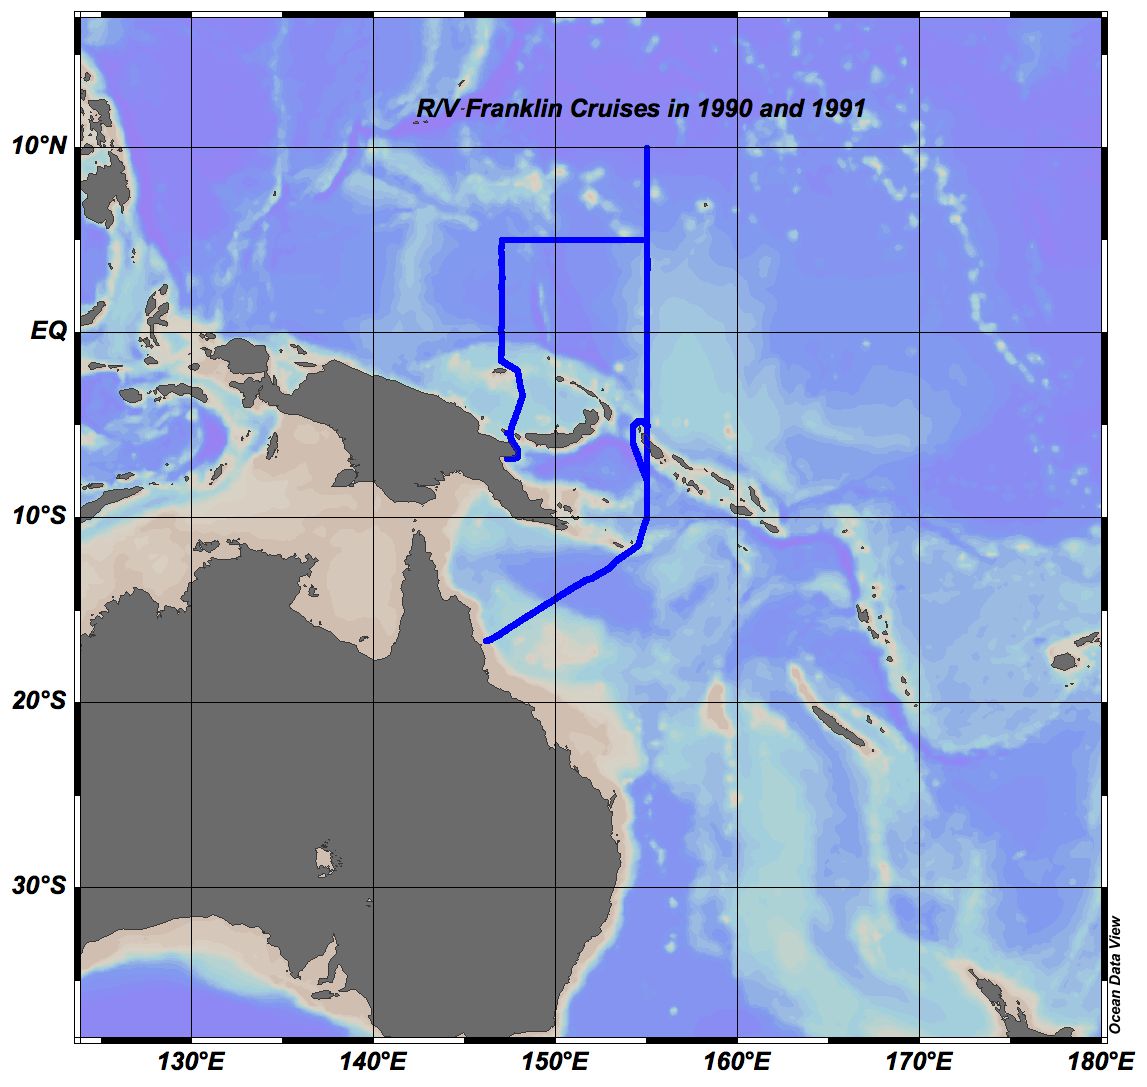 R/V Franklin Cruises in 1990 and 1991
10°N
EQ
10°S
20°S
30°S
Ocean Data View
130°E 140°E 150°E 160°E 170°E 180°E